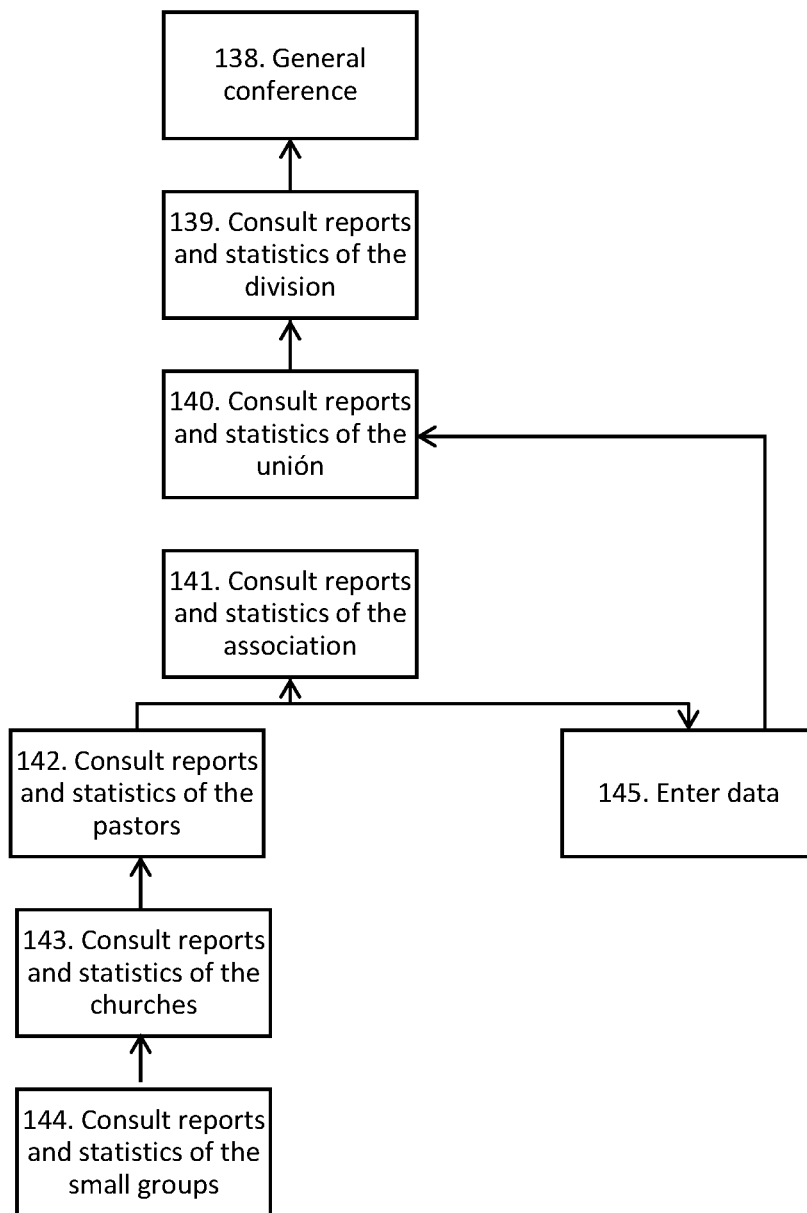 138. General
conference
139. Consult reports
and statistics of the
division
140. Consult reports
and statistics of the
unión
141. Consult reports
and statistics of the
association
142. Consult reports
and statistics of the
pastors
145. Enter data
143. Consult reports
and statistics of the
churches
144. Consult reports
and statistics of the
small groups